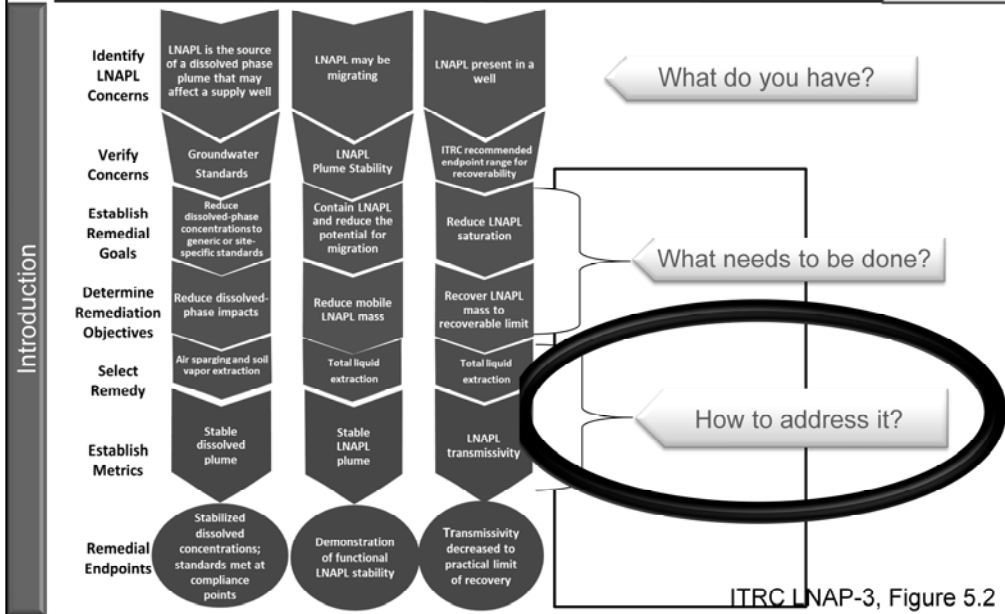 Introduction
Identify
LNAPL
Concerns
LNAPL is the source
of a dissolved phase
plume that may
affect a supply well
LNAPL may be
migrating
LNAPL present in a
well
What do you have?
Verify
Concerns
Groundwater
Standards
LNAPL
Plume Stability
ITRC recommended
endpoint range for
recoverability
Establish
Remedial
Goals
Reduce
dissolved-phase
concentrations to
generic or site-
specific standards
Contain LNAPL
and reduce the
potential for
migration
Reduce LNAPL
saturation
What needs to be done?
Determine
Remediation
Objectives
Reduce dissolved-
phase impacts
Reduce mobile
LNAPL mass
Recover LNAPL
mass to
recoverable limit
Select
Remedy
Air sparging and soil
vapor extraction
Total liquid
extraction
Total liquid
extraction
How to address it?
Establish
Metrics
Stable
dissolved
plume
Stable
LNAPL
plume
LNAPL
transmissivity
Remedial
Endpoints
Stabilized
dissolved
concentrations;
standards met at
compliance
points
Demonstration
of functional
LNAPL stability
Transmissivity
decreased to
practical limit
of recovery
ITRC LNAP-3, Figure 5.2